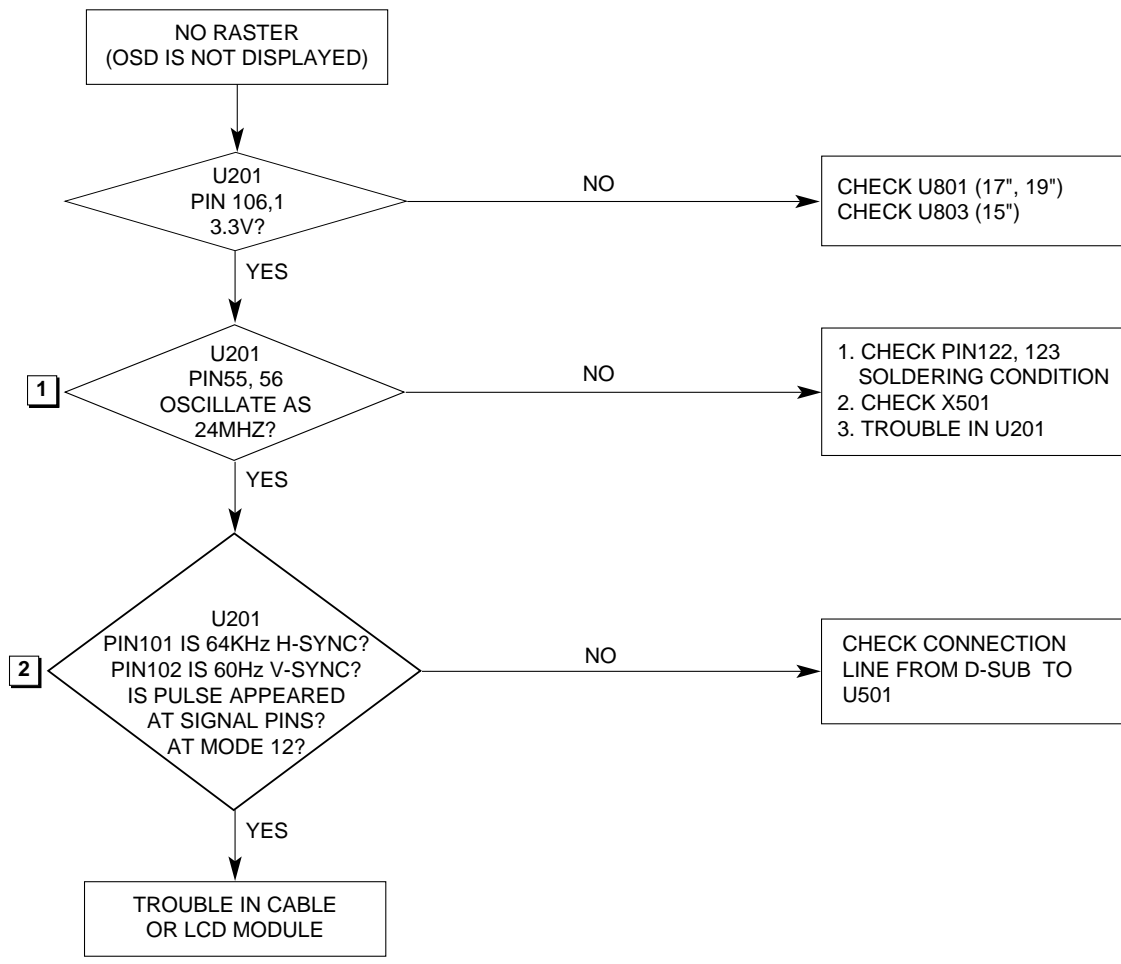 NO RASTER
(OSD IS NOT DISPLAYED)
U201
PIN 106,1
3.3V?
NO
CHECK U801 (17", 19")
CHECK U803 (15")
YES
1
U201
PIN55, 56
OSCILLATE AS
24MHZ?
NO
1. CHECK PIN122, 123
SOLDERING CONDITION
2. CHECK X501
3. TROUBLE IN U201
YES
2
U201
PIN101 IS 64KHz H-SYNC?
PIN102 IS 60Hz V-SYNC?
IS PULSE APPEARED
AT SIGNAL PINS?
AT MODE 12?
NO
CHECK CONNECTION
LINE FROM D-SUB TO
U501
YES
TROUBLE IN CABLE
OR LCD MODULE